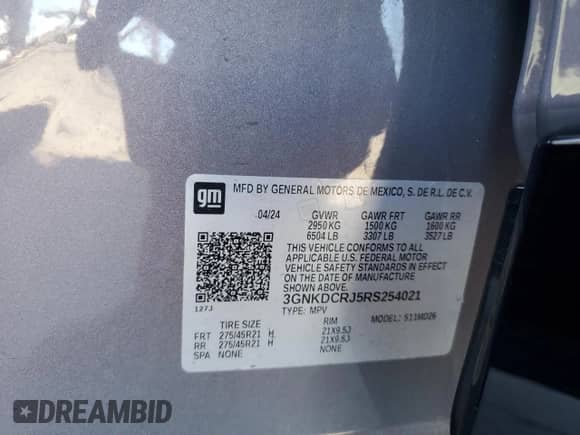 gm MFD BY GENERAL MOTORS DE MEXICO, S. DE R.L. DE C.V.
04/24 GVWR GAWR FRT GAWR RR
2950 KG 1500 KG 1600 KG
6504 LB 3307 LB 3527 LB
THIS VEHICLE CONFORMS TO ALL
APPLICABLE U.S. FEDERAL MOTOR
VEHICLE SAFETY STANDARDS IN EFFECT
ON THE DATE OF MANUFACTURE
SHOWN ABOVE.
3GNKDCRJ5RS254021
127J TYPE: MPV MODEL: 511MD26
TIRE SIZE RIM
FRT 275/45R21 H 21X9.5J
RR 275/45R21 H 21X9.5J
SPA NONE NONE
DREAMBID